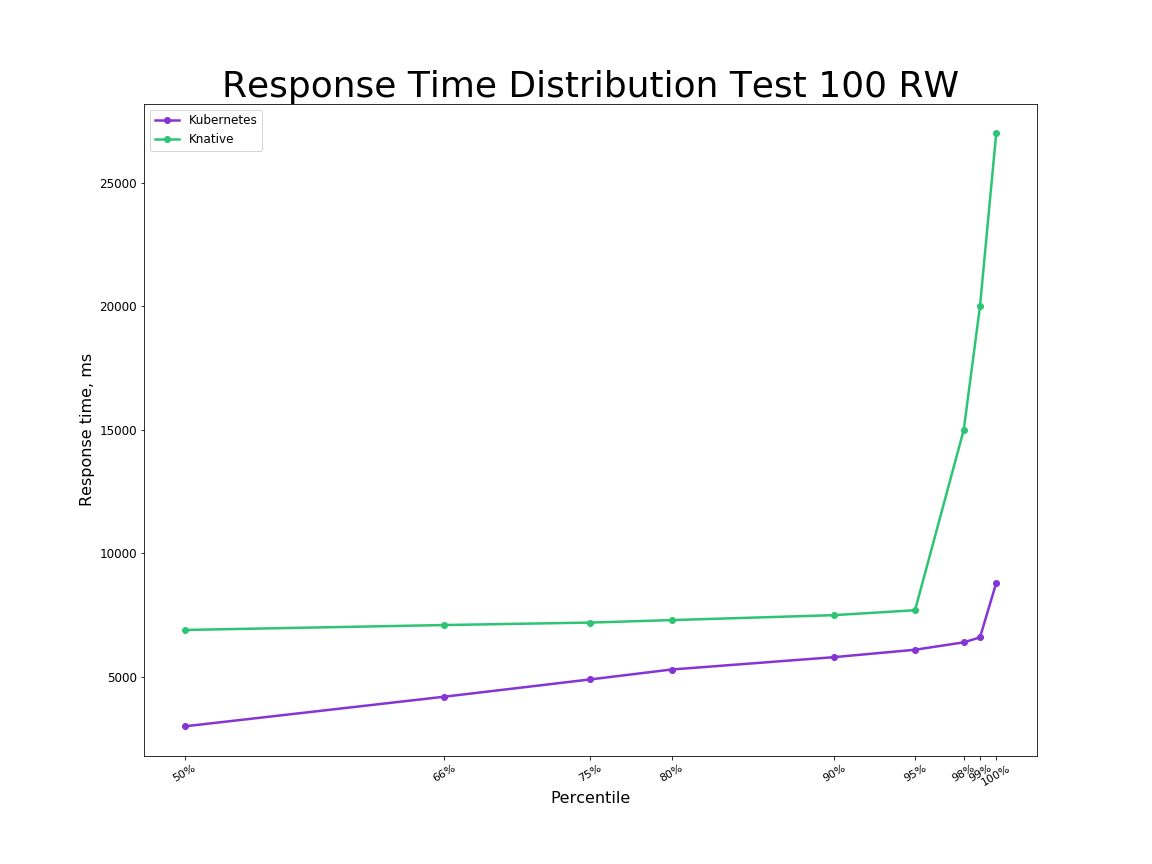 Response Time Distribution Test 100 RW
Kubernetes
Knative
25000
20000
15000
10000
5000
Response time, ms
50% 66% 75% 80% 90% 95% 98% 99% 100%
Percentile